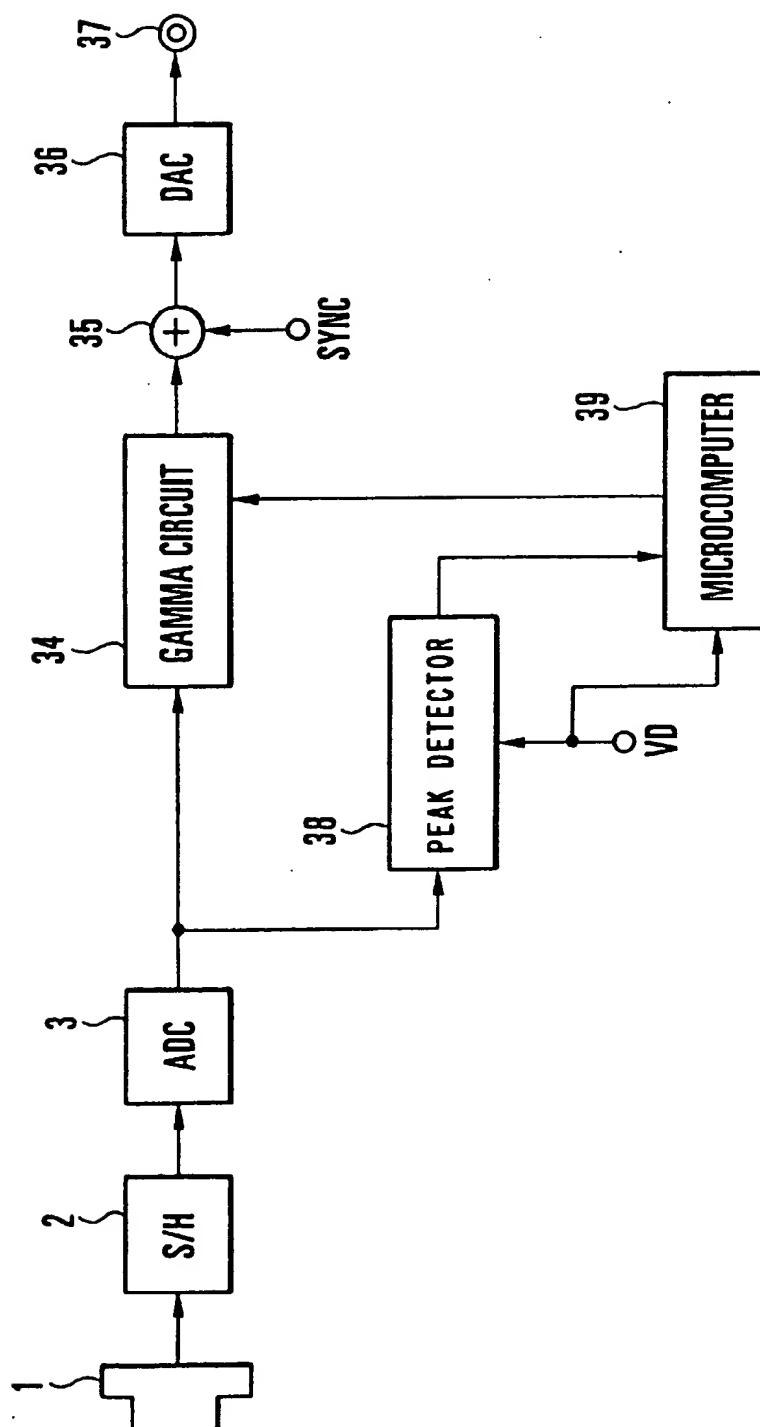 1
2
S/H
3
ADC
34
GAMMA CIRCUIT
35
+
SYNC
36
DAC
37
38
PEAK DETECTOR
VD
39
MICROCOMPUTER